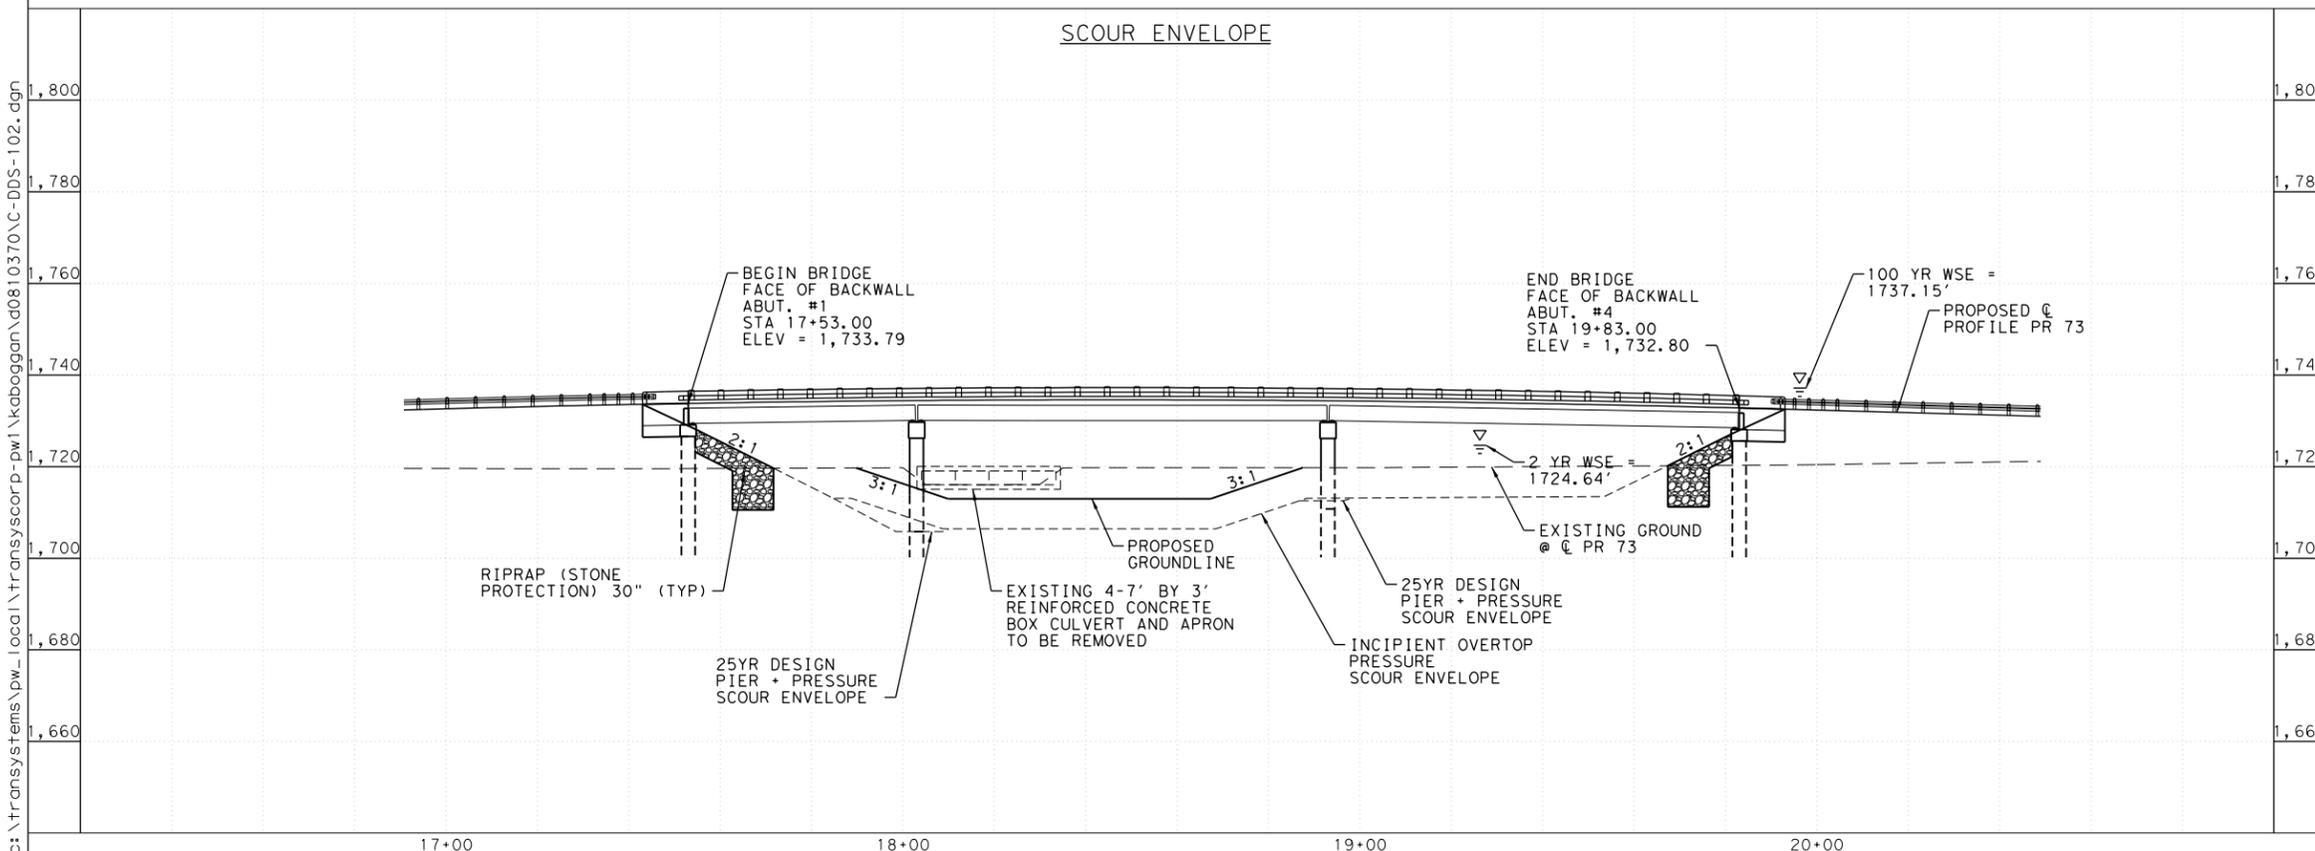 SCOUR ENVELOPE
c:\transystems\pw_local\transyscorp-pw1\kabogan\d0810370\C-DDS-102.dgn
1,800
1,780
1,760
1,740
1,720
1,700
1,680
1,660
1,80
1,78
1,76
1,74
1,72
1,70
1,68
1,66
BEGIN BRIDGE
FACE OF BACKWALL
ABUT. #1
STA 17+53.00
ELEV = 1,733.79
END BRIDGE
FACE OF BACKWALL
ABUT. #4
STA 19+83.00
ELEV = 1,732.80
100 YR WSE =
1737.15'
PROPOSED ℄
PROFILE PR 73
2:1
3:1
3:1
2:1
2 YR WSE =
1724.64'
EXISTING GROUND
@ ℄ PR 73
RIPRAP (STONE
PROTECTION) 30" (TYP)
PROPOSED
GROUNDLINE
EXISTING 4-7' BY 3'
REINFORCED CONCRETE
BOX CULVERT AND APRON
TO BE REMOVED
25YR DESIGN
PIER + PRESSURE
SCOUR ENVELOPE
INCIPIENT OVERTOP
PRESSURE
SCOUR ENVELOPE
25YR DESIGN
PIER + PRESSURE
SCOUR ENVELOPE
17+00
18+00
19+00
20+00